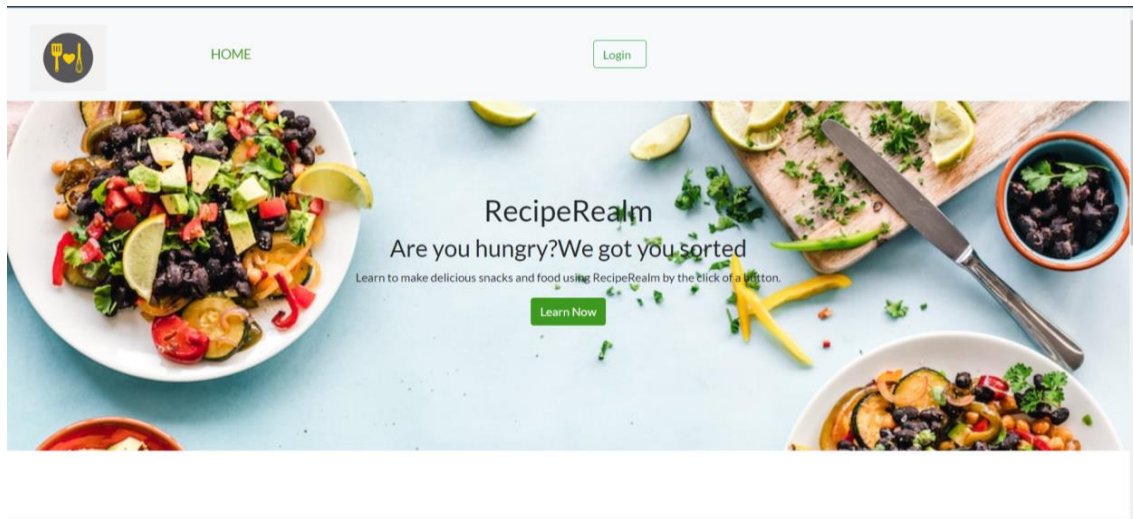 HOME
Login
RecipeRealm
Are you hungry?We got you sorted
Learn to make delicious snacks and food using RecipeRealm by the click of a button.
Learn Now